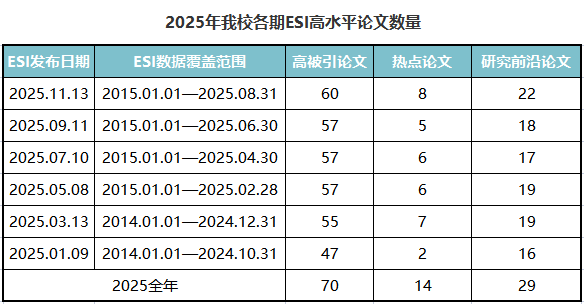 2025年我校各期ESI高水平论文数量
ESI发布日期 ESI数据覆盖范围 高被引论文 热点论文 研究前沿论文
2025.11.13 2015.01.01—2025.08.31 60 8 22
2025.09.11 2015.01.01—2025.06.30 57 5 18
2025.07.10 2015.01.01—2025.04.30 57 6 17
2025.05.08 2015.01.01—2025.02.28 57 6 19
2025.03.13 2014.01.01—2024.12.31 55 7 19
2025.01.09 2014.01.01—2024.10.31 47 2 16
2025全年 70 14 29